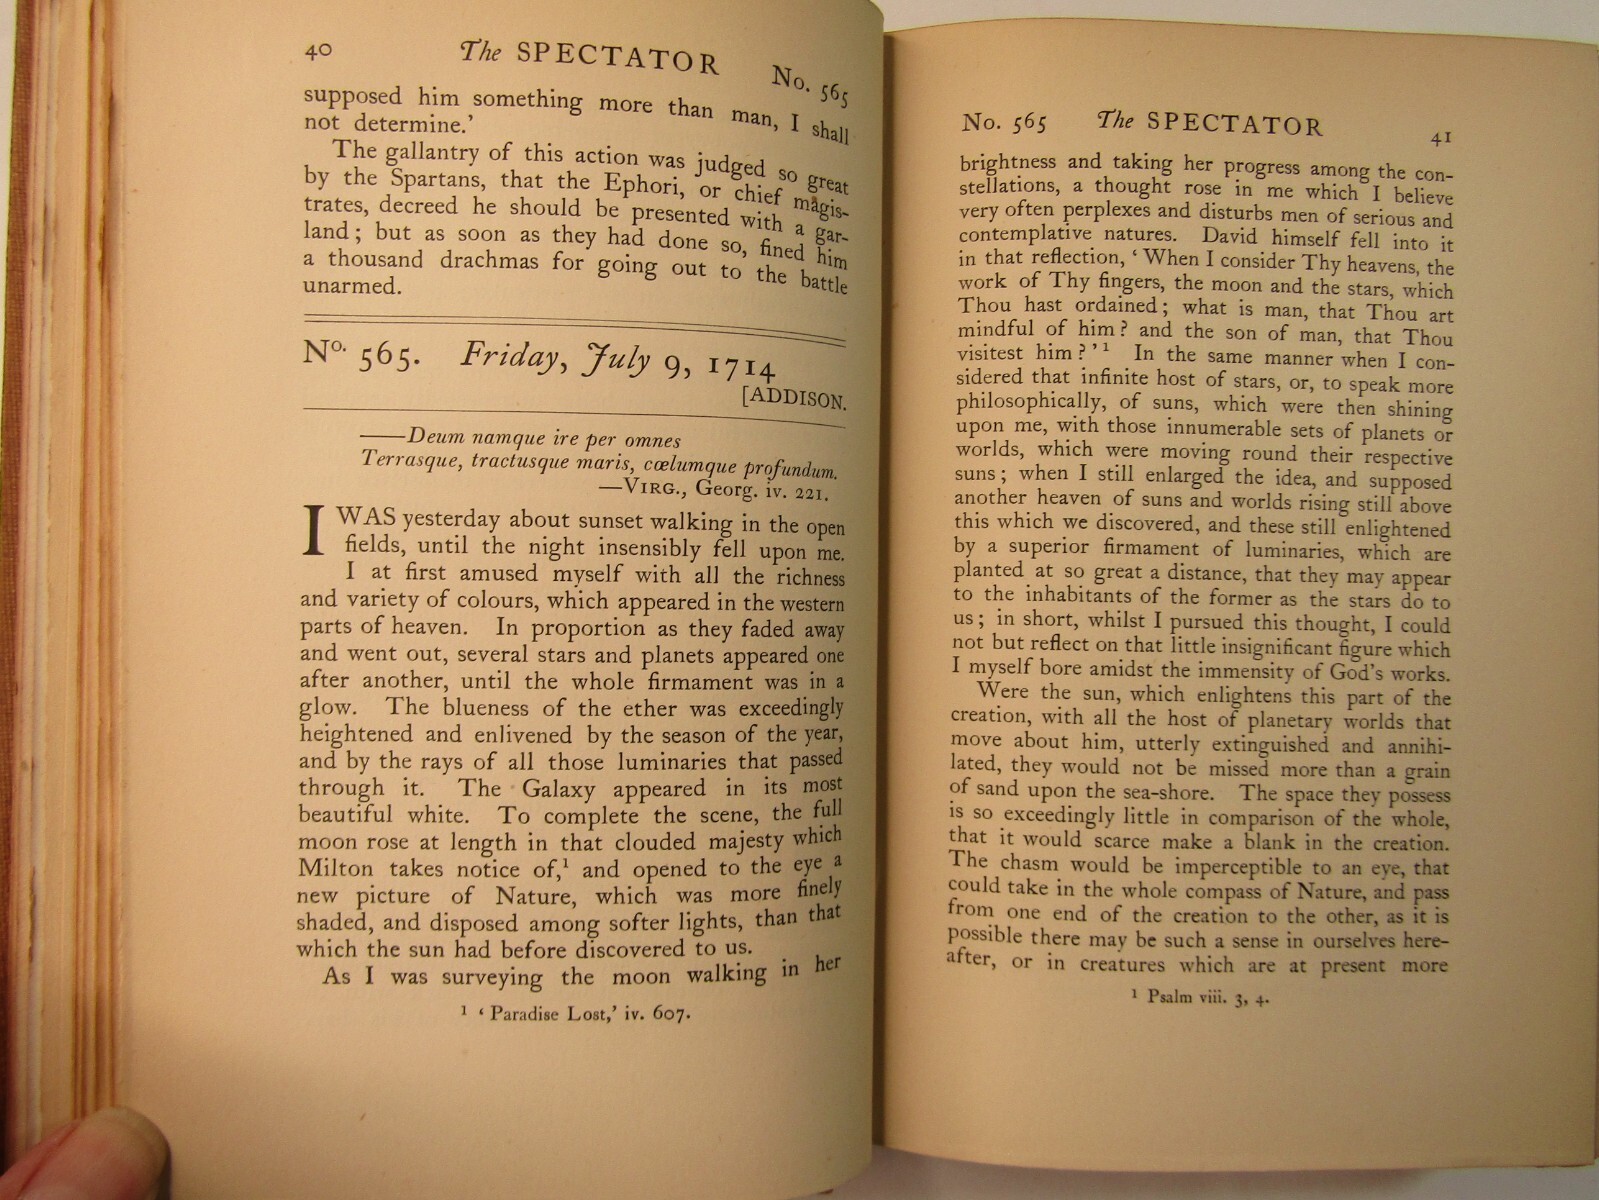 40 The SPECTATOR No. 565
supposed him something more than man, I shall
not determine.'
The gallantry of this action was judged so great
by the Spartans, that the Ephori, or chief magis-
trates, decreed he should be presented with a gar-
land; but as soon as they had done so, fined him
a thousand drachmas for going out to the battle
unarmed.
No. 565. Friday, July 9, 1714
[ADDISON.
——Deum namque ire per omnes
Terrasque, tractusque maris, cœlumque profundum.
—VIRG., Georg. iv. 221.
I WAS yesterday about sunset walking in the open
fields, until the night insensibly fell upon me.
I at first amused myself with all the richness
and variety of colours, which appeared in the western
parts of heaven. In proportion as they faded away
and went out, several stars and planets appeared one
after another, until the whole firmament was in a
glow. The blueness of the ether was exceedingly
heightened and enlivened by the season of the year,
and by the rays of all those luminaries that passed
through it. The Galaxy appeared in its most
beautiful white. To complete the scene, the full
moon rose at length in that clouded majesty which
Milton takes notice of,¹ and opened to the eye a
new picture of Nature, which was more finely
shaded, and disposed among softer lights, than that
which the sun had before discovered to us.
As I was surveying the moon walking in her
¹ ‘Paradise Lost,’ iv. 607.
No. 565 The SPECTATOR 41
brightness and taking her progress among the con-
stellations, a thought rose in me which I believe
very often perplexes and disturbs men of serious and
contemplative natures. David himself fell into it
in that reflection, ‘When I consider Thy heavens, the
work of Thy fingers, the moon and the stars, which
Thou hast ordained; what is man, that Thou art
mindful of him? and the son of man, that Thou
visitest him?’¹ In the same manner when I con-
sidered that infinite host of stars, or, to speak more
philosophically, of suns, which were then shining
upon me, with those innumerable sets of planets or
worlds, which were moving round their respective
suns; when I still enlarged the idea, and supposed
another heaven of suns and worlds rising still above
this which we discovered, and these still enlightened
by a superior firmament of luminaries, which are
planted at so great a distance, that they may appear
to the inhabitants of the former as the stars do to
us; in short, whilst I pursued this thought, I could
not but reflect on that little insignificant figure which
I myself bore amidst the immensity of God's works.
Were the sun, which enlightens this part of the
creation, with all the host of planetary worlds that
move about him, utterly extinguished and annihi-
lated, they would not be missed more than a grain
of sand upon the sea-shore. The space they possess
is so exceedingly little in comparison of the whole,
that it would scarce make a blank in the creation.
The chasm would be imperceptible to an eye, that
could take in the whole compass of Nature, and pass
from one end of the creation to the other, as it is
possible there may be such a sense in ourselves here-
after, or in creatures which are at present more
¹ Psalm viii. 3, 4.